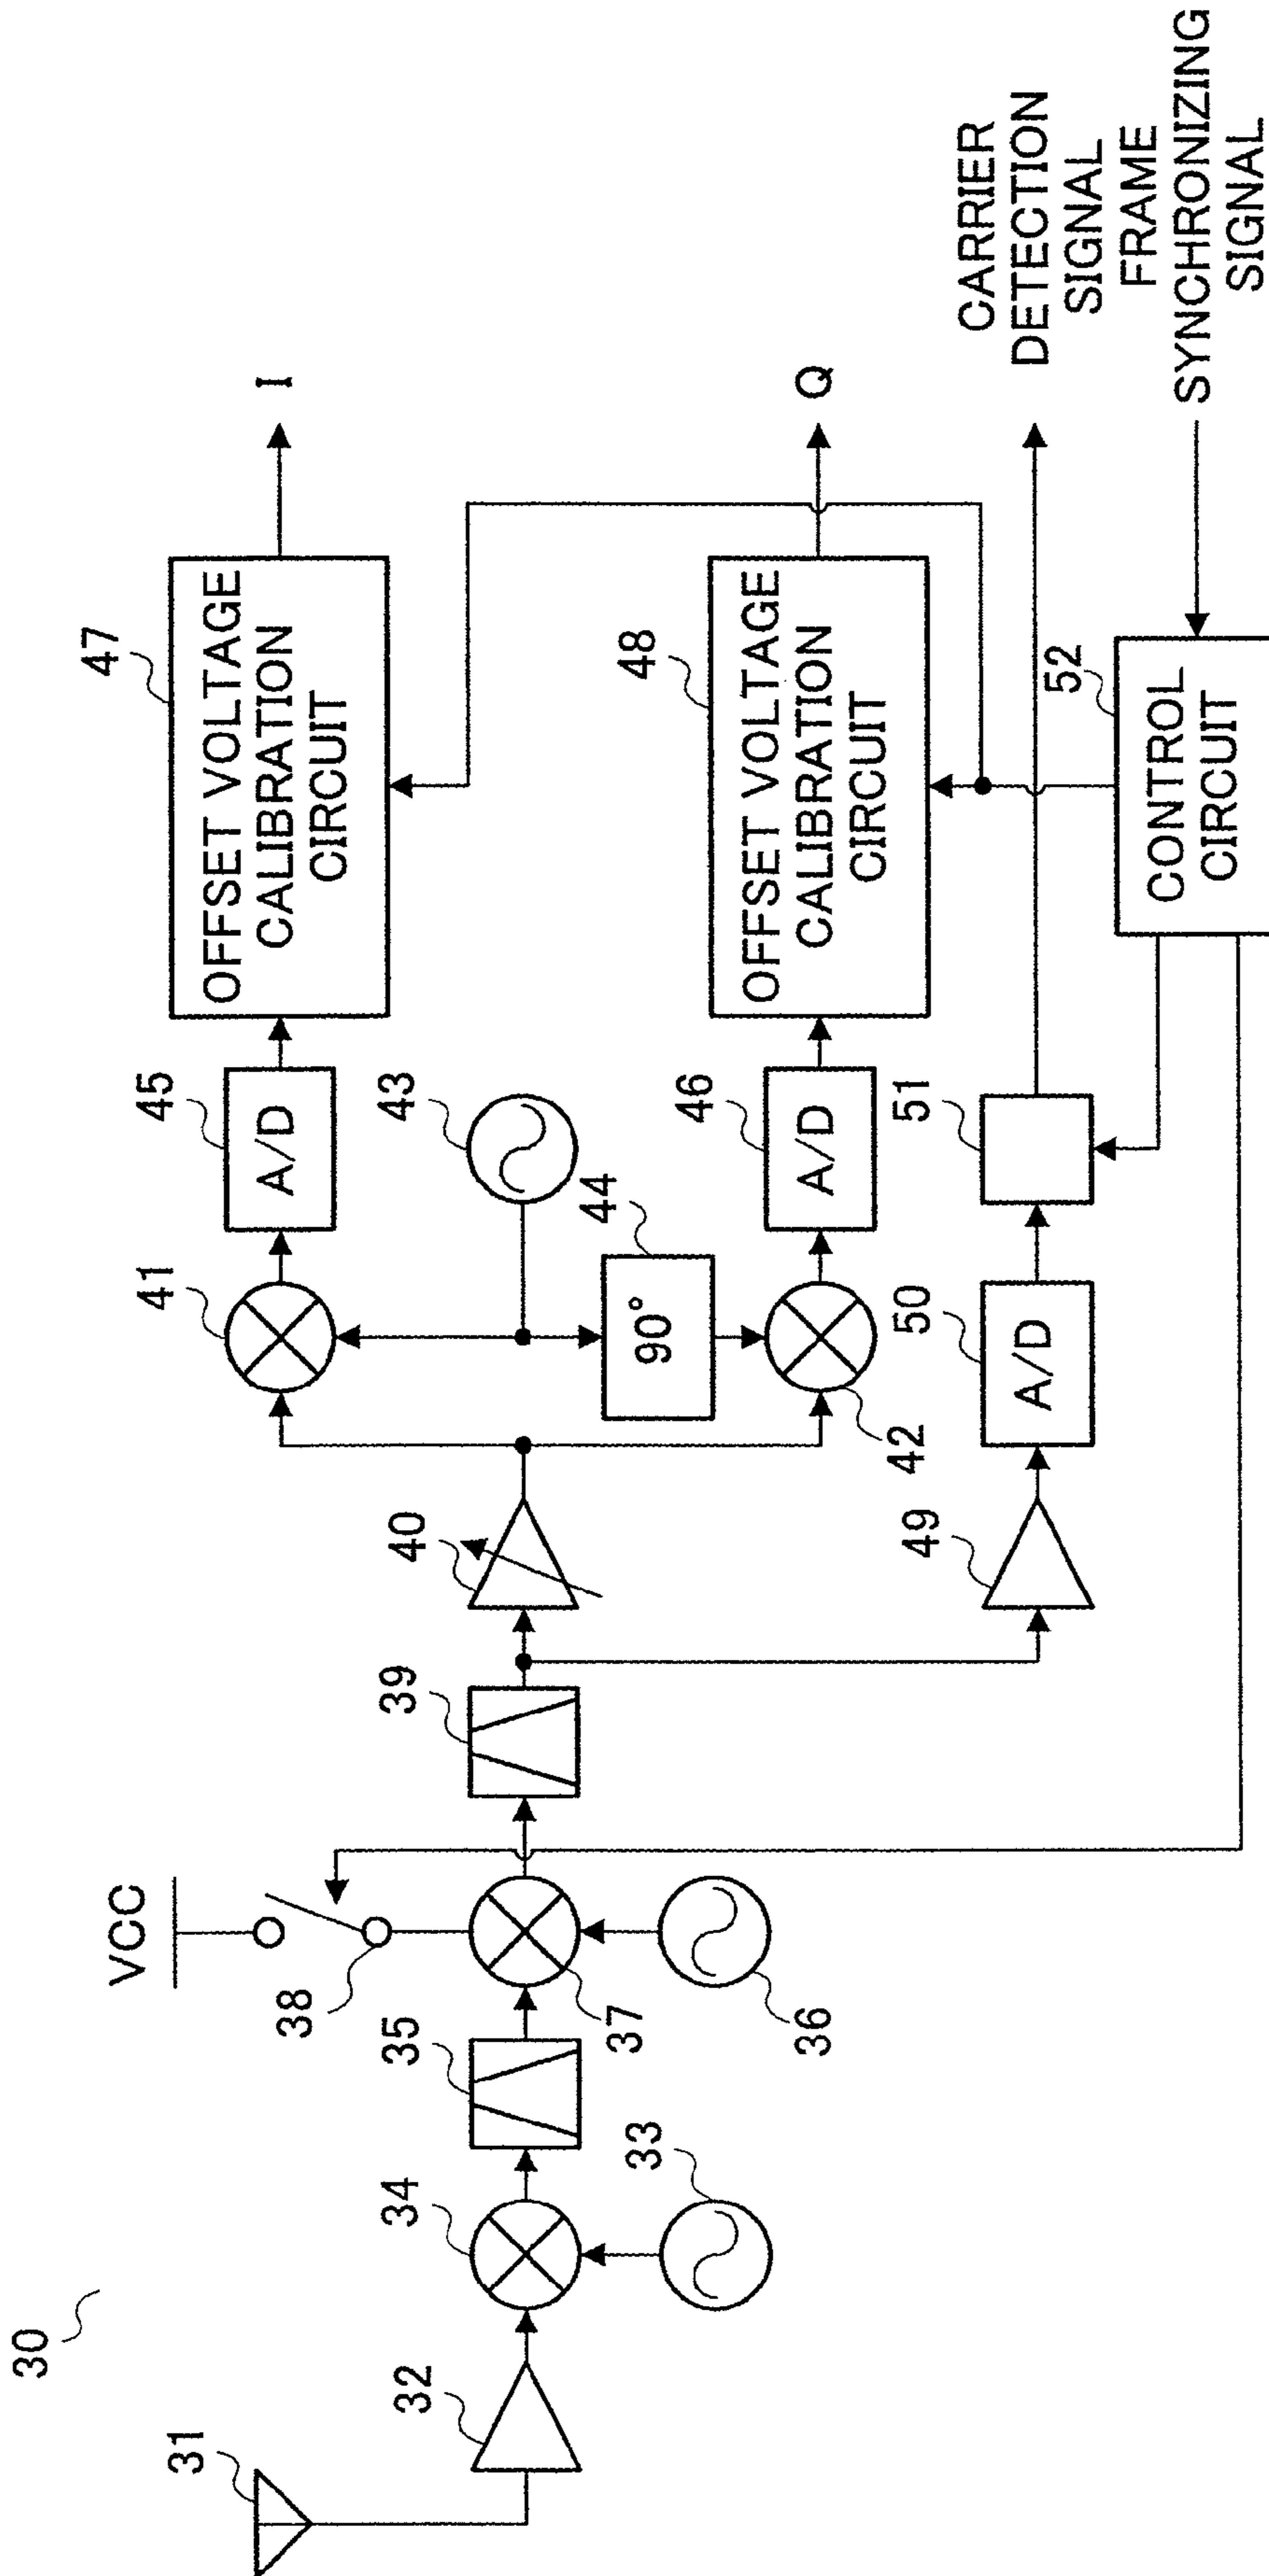 30
31
32
34
33
35
VCC
38
37
36
39
40
49
41
43
44
90°
42
45
A/D
46
A/D
50
A/D
51
47
OFFSET VOLTAGE
CALIBRATION
CIRCUIT
48
OFFSET VOLTAGE
CALIBRATION
CIRCUIT
52
CONTROL
CIRCUIT
I
Q
CARRIER
DETECTION
SIGNAL
FRAME
SYNCHRONIZING
SIGNAL